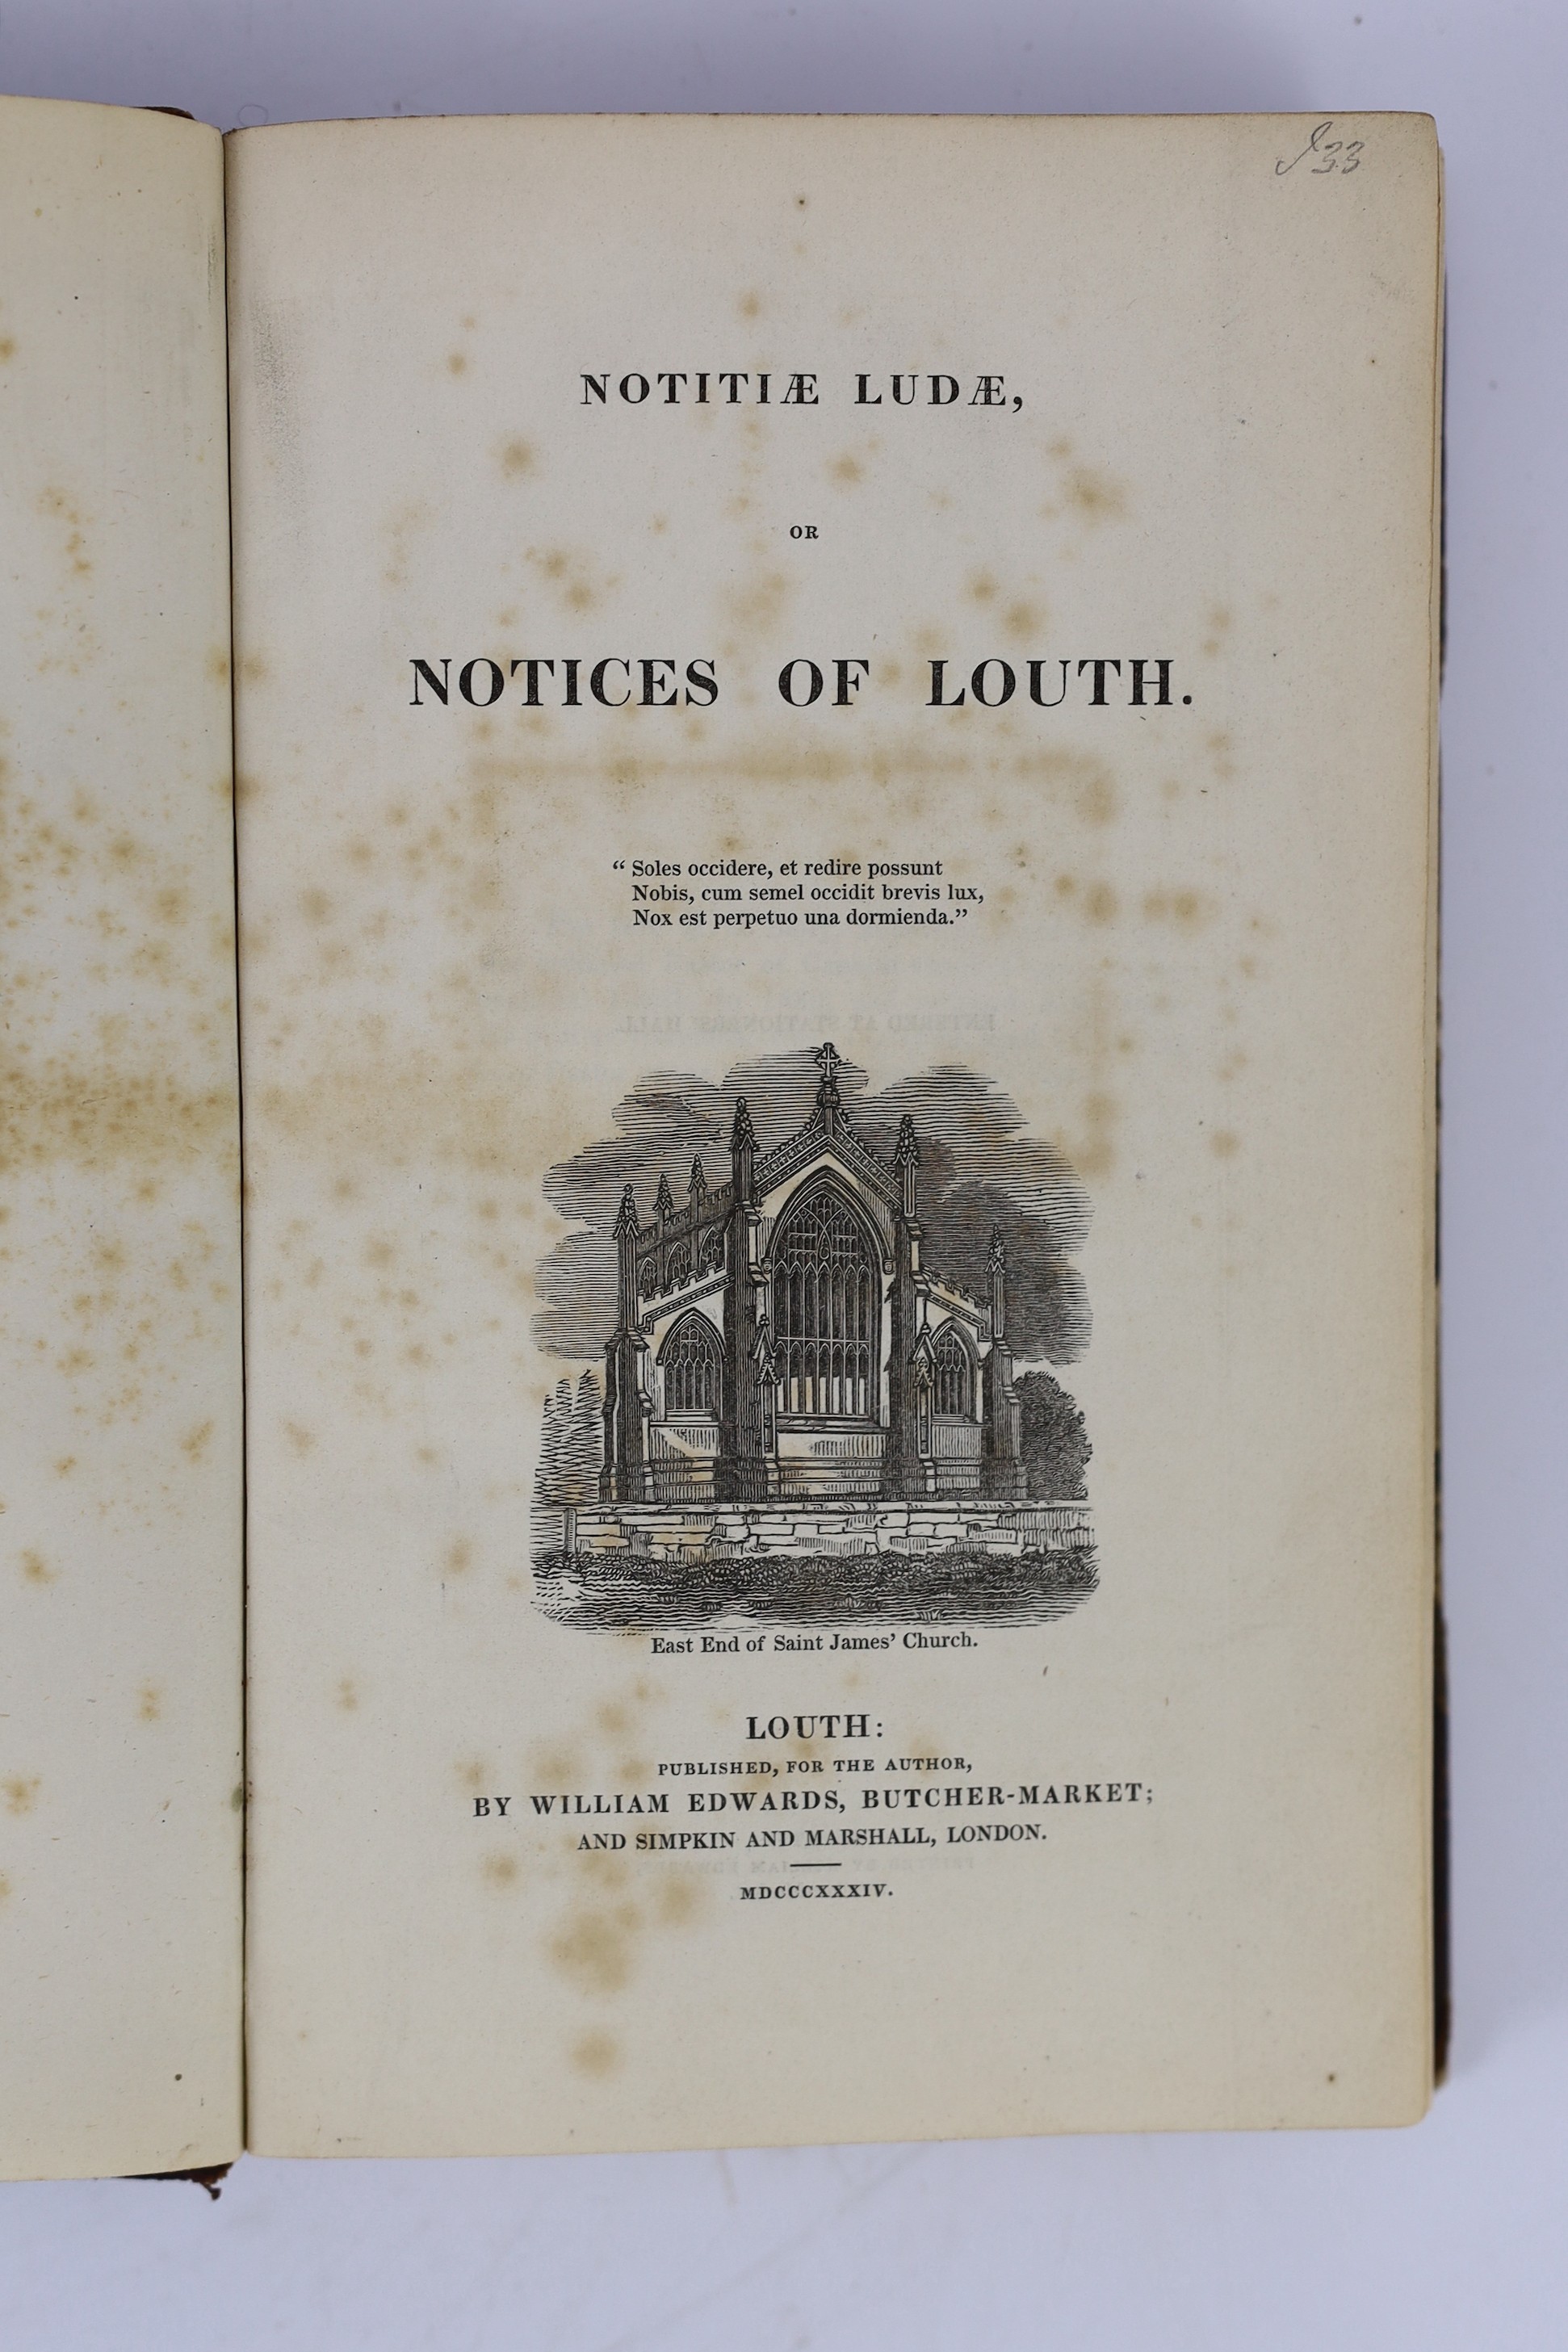 NOTITIÆ LUDÆ,
OR
NOTICES OF LOUTH.
“ Soles occidere, et redire possunt
Nobis, cum semel occidit brevis lux,
Nox est perpetuo una dormienda.”
East End of Saint James’ Church.
LOUTH:
PUBLISHED, FOR THE AUTHOR,
BY WILLIAM EDWARDS, BUTCHER-MARKET;
AND SIMPKIN AND MARSHALL, LONDON.
MDCCCXXXIV.